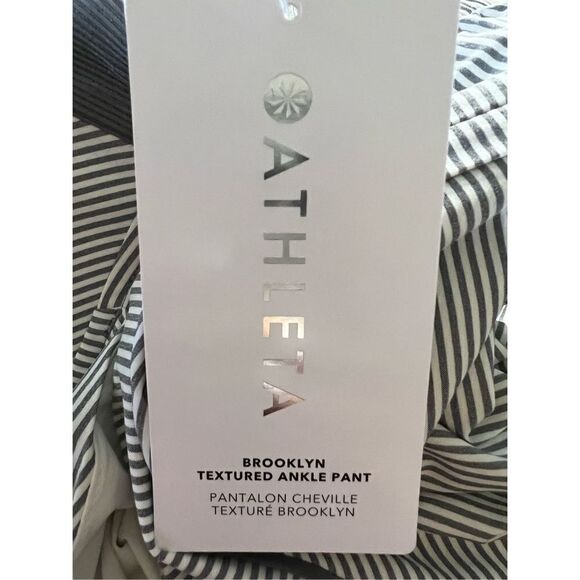 ATHLETA
BROOKLYN
TEXTURED ANKLE PANT
PANTALON CHEVILLE
TEXTURÉ BROOKLYN